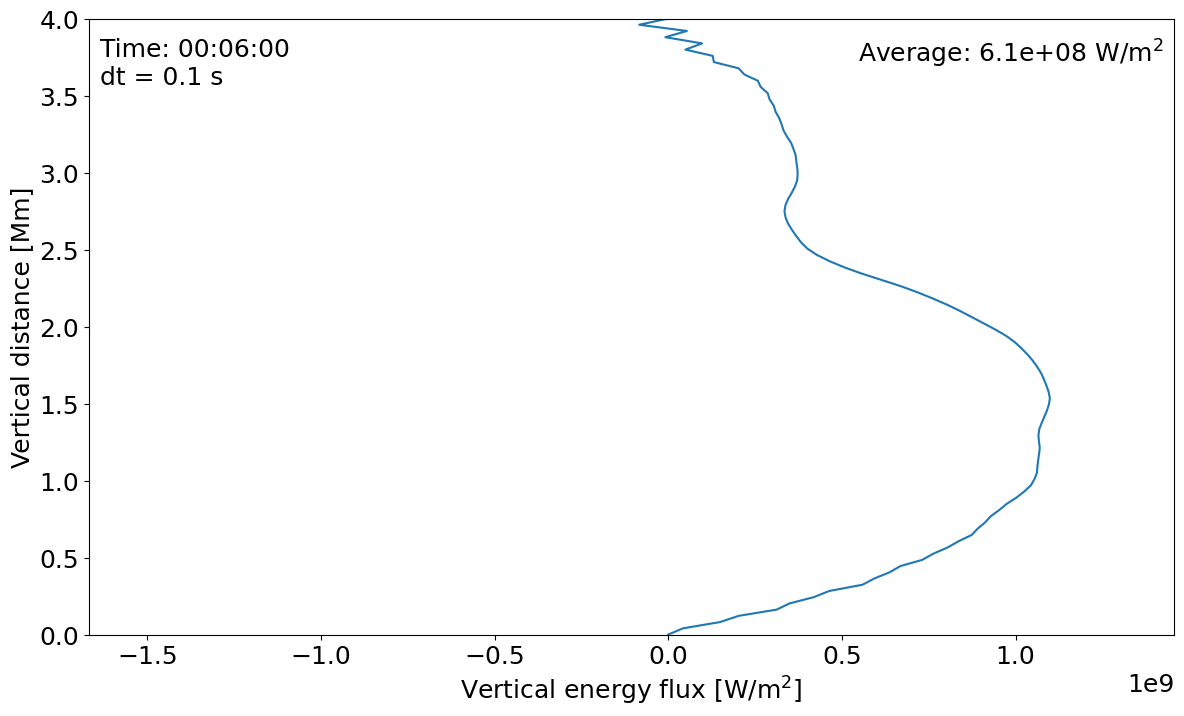 4.0
3.5
3.0
2.5
2.0
1.5
1.0
0.5
0.0
Vertical distance [Mm]
Time: 00:06:00
dt = 0.1 s
Average: 6.1e+08 W/m²
−1.5 −1.0 −0.5 0.0 0.5 1.0
1e9
Vertical energy flux [W/m²]